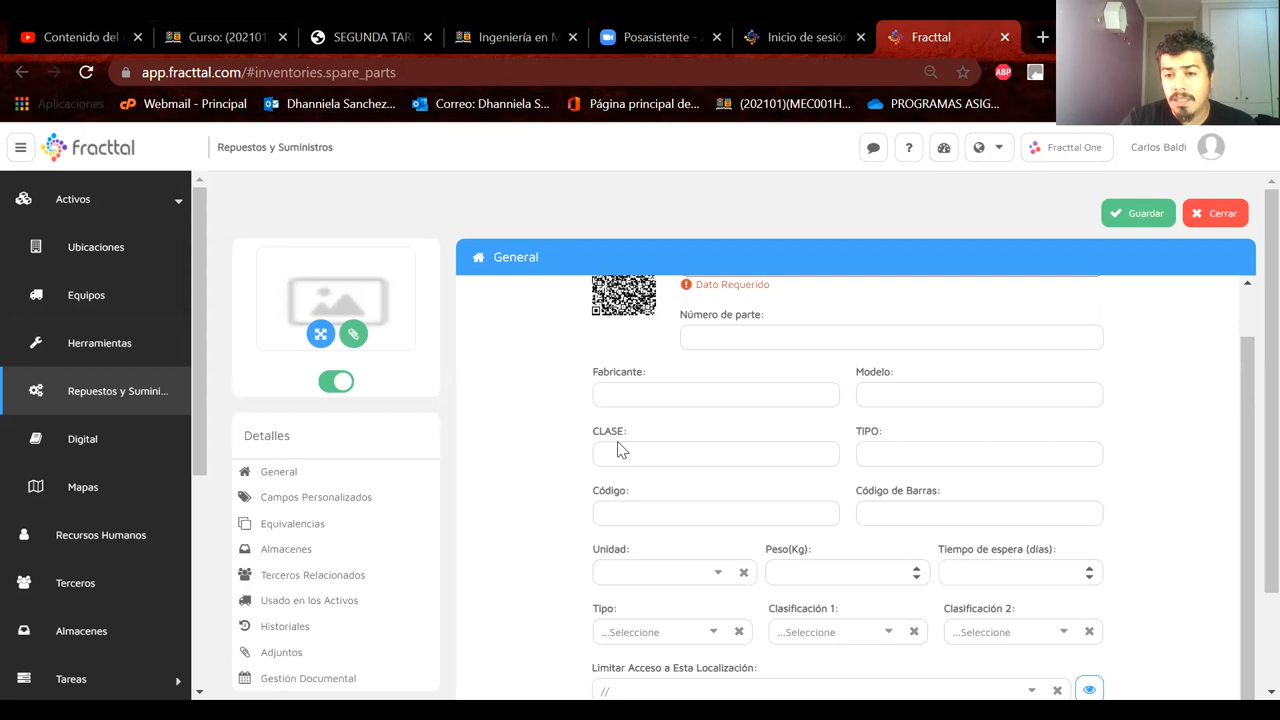 Contenido del
Curso: (202101
SEGUNDA TAR
Ingeniería en M
Posasistente - A
Inicio de sesión
Fracttal
app.fracttal.com/#inventories.spare_parts
ABP
Aplicaciones
Webmail - Principal
Dhanniela Sanchez...
Correo: Dhanniela S...
Página principal de...
(202101)(MEC001H...
PROGRAMAS ASIG...
fracttal
Repuestos y Suministros
Fracttal One
Carlos Baldi
Activos
Ubicaciones
Equipos
Herramientas
Repuestos y Sumini...
Digital
Mapas
Recursos Humanos
Terceros
Almacenes
Tareas
Guardar
Cerrar
Detalles
General
Campos Personalizados
Equivalencias
Almacenes
Terceros Relacionados
Usado en los Activos
Historiales
Adjuntos
Gestión Documental
General
Dato Requerido
Número de parte:
Fabricante:
Modelo:
CLASE:
TIPO:
Código:
Código de Barras:
Unidad:
Peso(Kg):
Tiempo de espera (días):
Tipo:
Clasificación 1:
Clasificación 2:
...Seleccione
...Seleccione
...Seleccione
Limitar Acceso a Esta Localización:
//